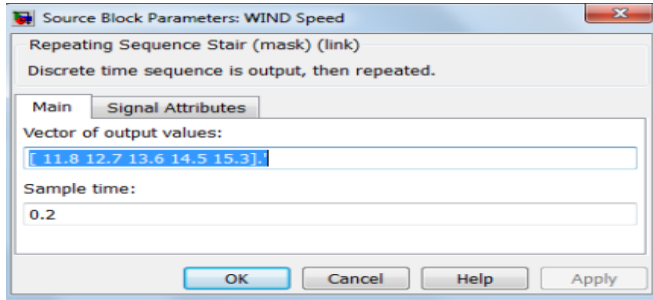 Source Block Parameters: WIND Speed
Repeating Sequence Stair (mask) (link)
Discrete time sequence is output, then repeated.
Main Signal Attributes
Vector of output values:
[ 11.8 12.7 13.6 14.5 15.3].'
Sample time:
0.2
OK Cancel Help Apply